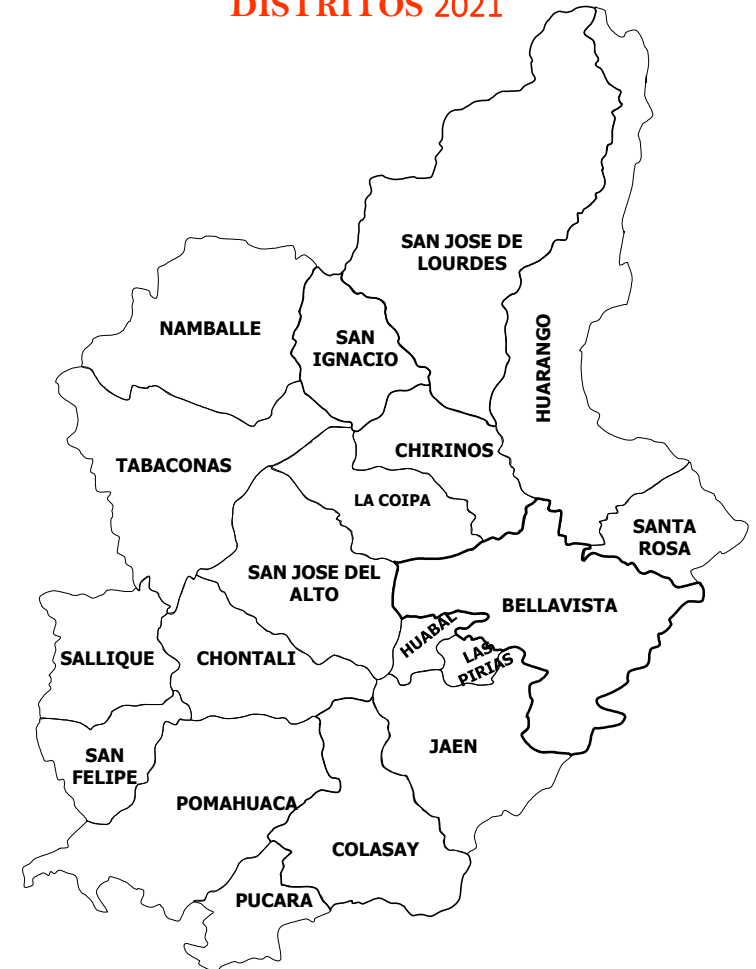 DISTRITOS 2021
SAN JOSE DE
LOURDES
NAMBALLE
SAN
IGNACIO
HUARANGO
CHIRINOS
TABACONAS
LA COIPA
SANTA
ROSA
SAN JOSE DEL
ALTO
BELLAVISTA
HUABAL
LAS
PIRIAS
SALLIQUE
CHONTALI
JAEN
SAN
FELIPE
POMAHUACA
COLASAY
PUCARA